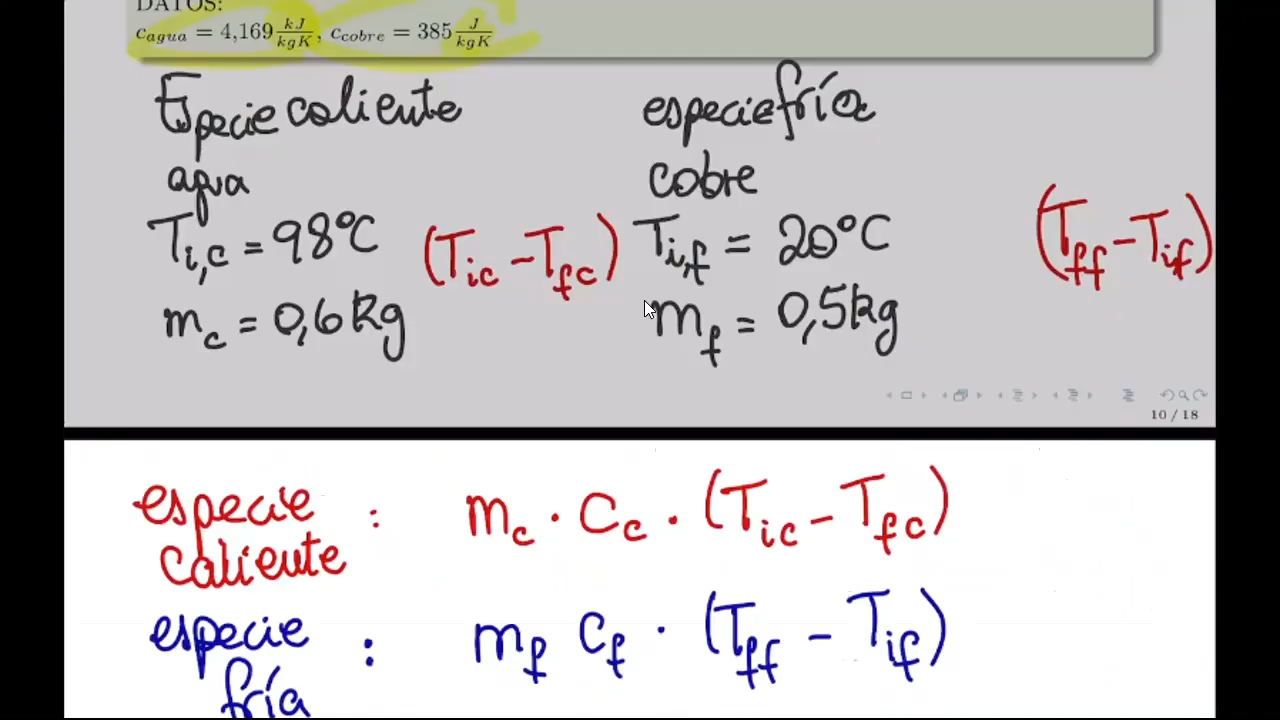 DATOS:
c_agua = 4,169 kJ/kgK, c_cobre = 385 J/kgK
Especie caliente
especie fría
agua
cobre
T_i,c = 98°C (T_ic - T_fc)
T_i,f = 20°C (T_ff - T_if)
m_c = 0,6 kg
m_f = 0,5 kg
10 / 18
especie
caliente : m_c · C_c · (T_ic - T_fc)
especie
fría : m_f C_f · (T_ff - T_if)